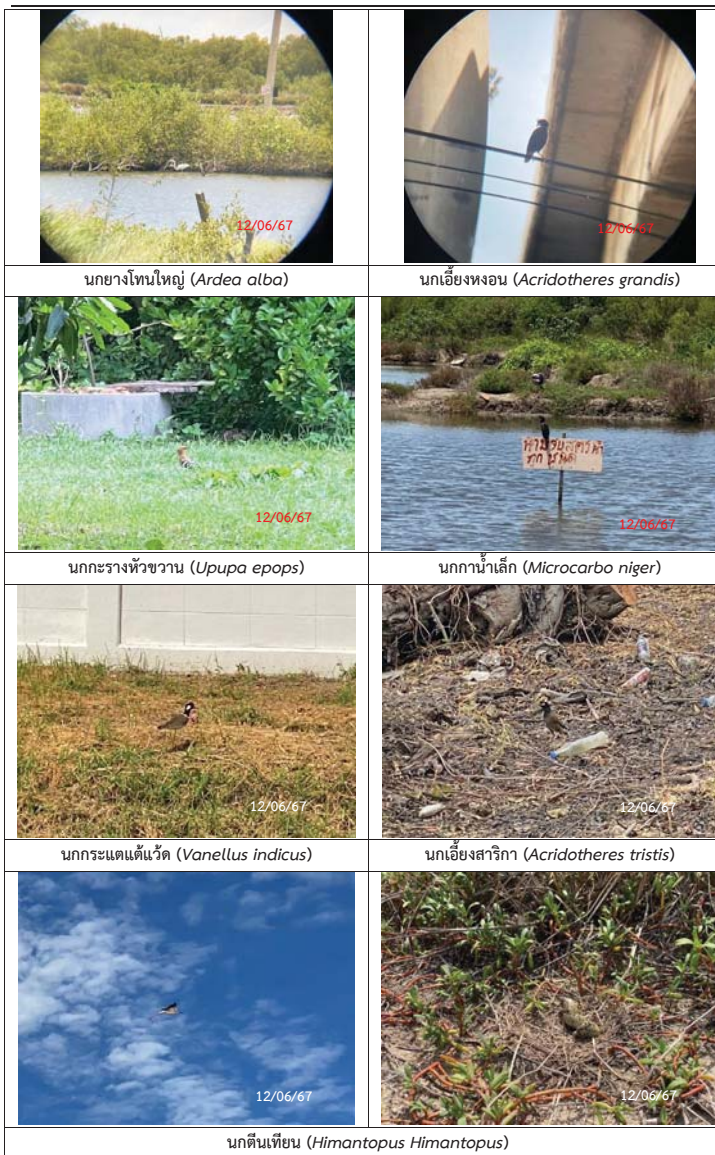 12/06/67
12/06/67
นกยางโทนใหญ่ (Ardea alba)
นกเอี้ยงหงอน (Acridotheres grandis)
12/06/67
12/06/67
นกกะรางหัวขวาน (Upupa epops)
นกกาน้ำเล็ก (Microcarbo niger)
12/06/67
12/06/67
นกกระแตแต้แว้ด (Vanellus indicus)
นกเอี้ยงสาริกา (Acridotheres tristis)
12/06/67
12/06/67
นกตีนเทียน (Himantopus Himantopus)